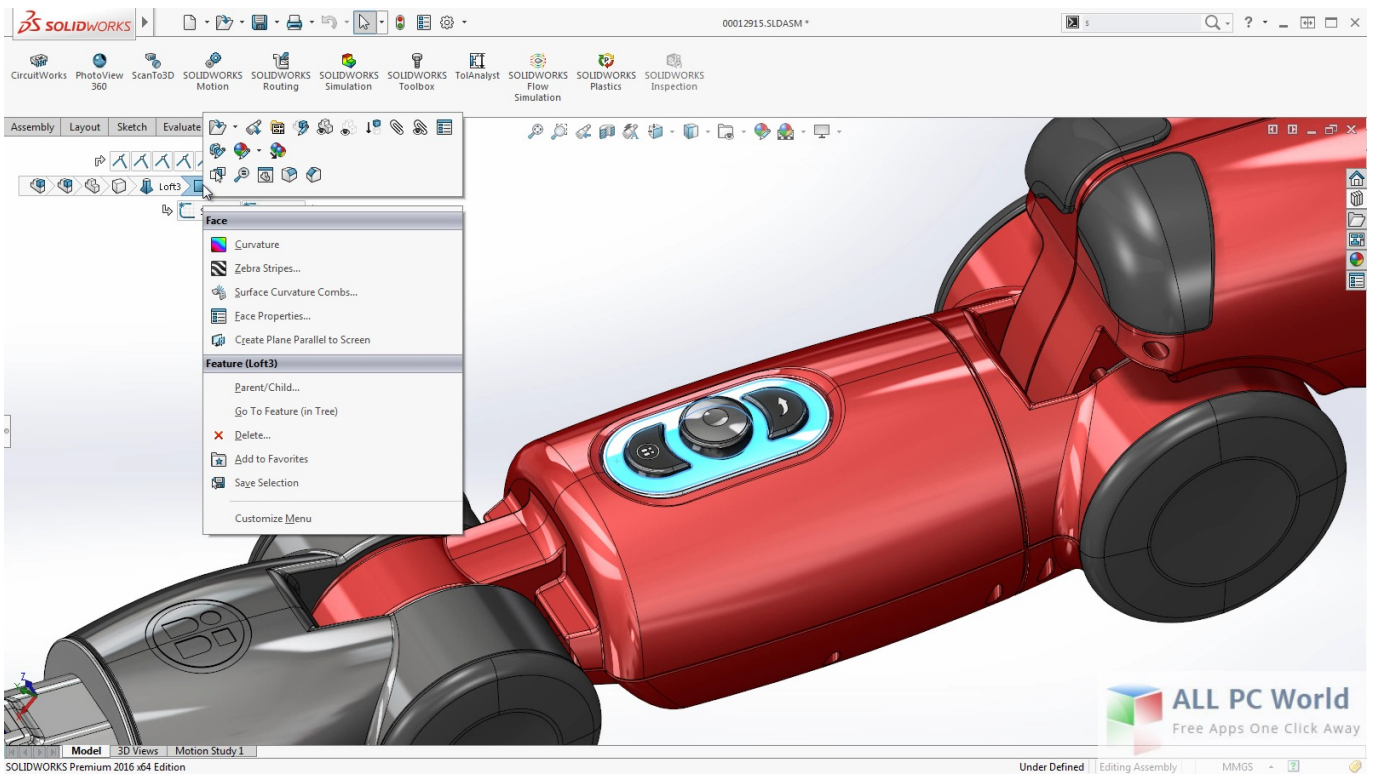 SOLIDWORKS
00012915.SLDASM *
s
CircuitWorks
PhotoView
360
ScanTo3D
SOLIDWORKS
Motion
SOLIDWORKS
Routing
SOLIDWORKS
Simulation
SOLIDWORKS
Toolbox
TolAnalyst
SOLIDWORKS
Flow
Simulation
SOLIDWORKS
Plastics
SOLIDWORKS
Inspection
Assembly
Layout
Sketch
Evaluate
Loft3
Face
Curvature
Zebra Stripes...
Surface Curvature Combs...
Face Properties...
Create Plane Parallel to Screen
Feature (Loft3)
Parent/Child...
Go To Feature (in Tree)
Delete...
Add to Favorites
Save Selection
Customize Menu
Z
ALL PC World
Free Apps One Click Away
Model
3D Views
Motion Study 1
SOLIDWORKS Premium 2016 x64 Edition
Under Defined
Editing Assembly
MMGS